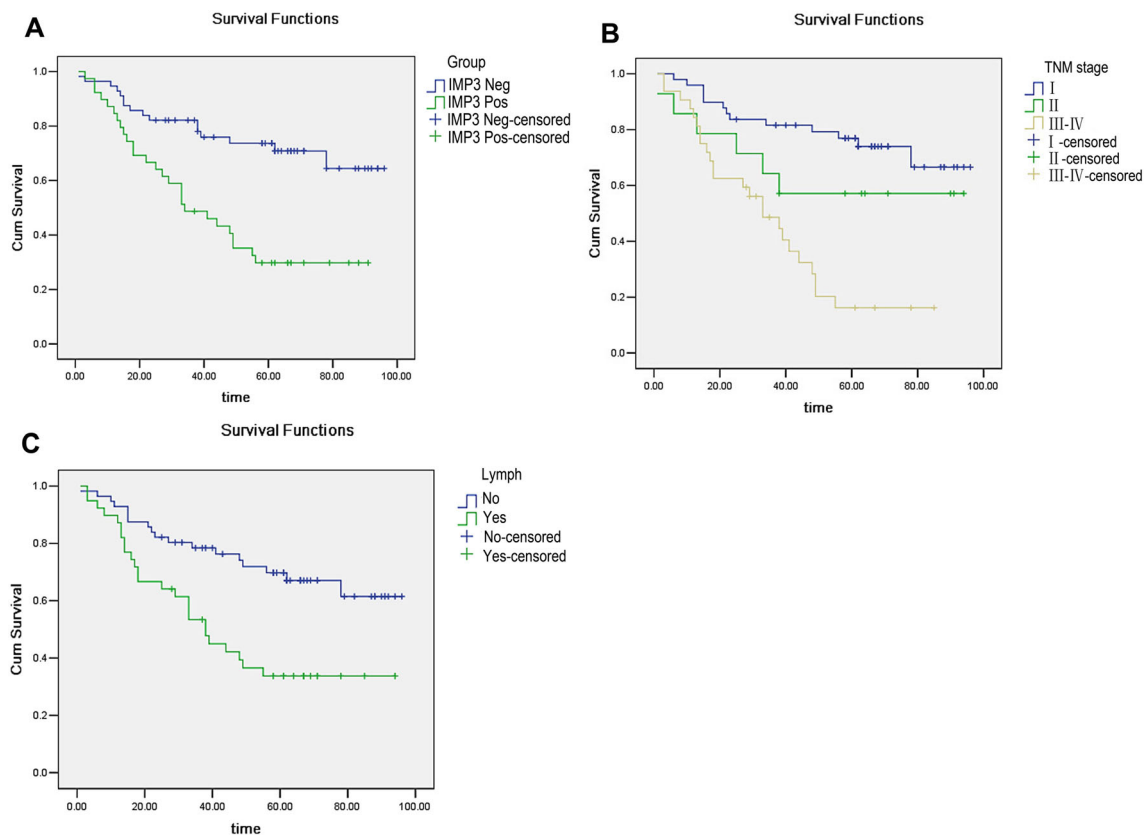 A
Survival Functions
Cum Survival
1.0
0.8
0.6
0.4
0.2
0.0
0.00 20.00 40.00 60.00 80.00 100.00
time
Group
IMP3 Neg
IMP3 Pos
IMP3 Neg-censored
IMP3 Pos-censored
B
Survival Functions
Cum Survival
1.0
0.8
0.6
0.4
0.2
0.0
0.00 20.00 40.00 60.00 80.00 100.00
time
TNM stage
Ⅰ
Ⅱ
Ⅲ-Ⅳ
Ⅰ-censored
Ⅱ-censored
Ⅲ-Ⅳ-censored
C
Survival Functions
Cum Survival
1.0
0.8
0.6
0.4
0.2
0.0
0.00 20.00 40.00 60.00 80.00 100.00
time
Lymph
No
Yes
No-censored
Yes-censored